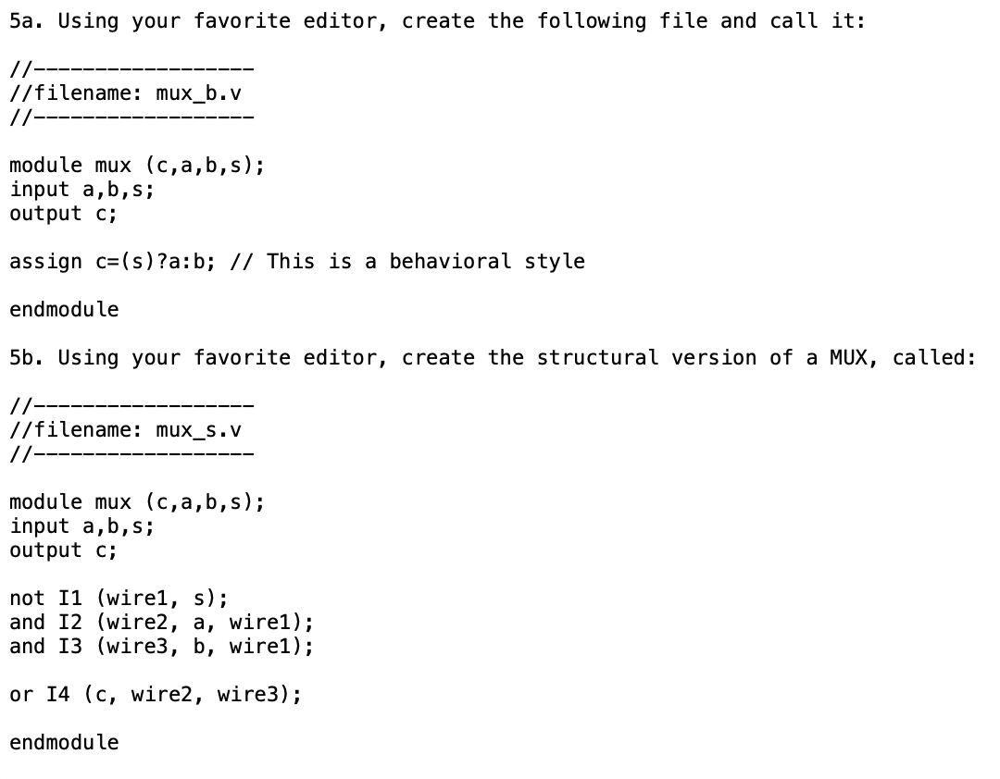 5a. Using your favorite editor, create the following file and call it:
//------------------
//filename: mux_b.v
//------------------
module mux (c,a,b,s);
input a,b,s;
output c;
assign c=(s)?a:b; // This is a behavioral style
endmodule
5b. Using your favorite editor, create the structural version of a MUX, called:
//------------------
//filename: mux_s.v
//------------------
module mux (c,a,b,s);
input a,b,s;
output c;
not I1 (wire1, s);
and I2 (wire2, a, wire1);
and I3 (wire3, b, wire1);
or I4 (c, wire2, wire3);
endmodule